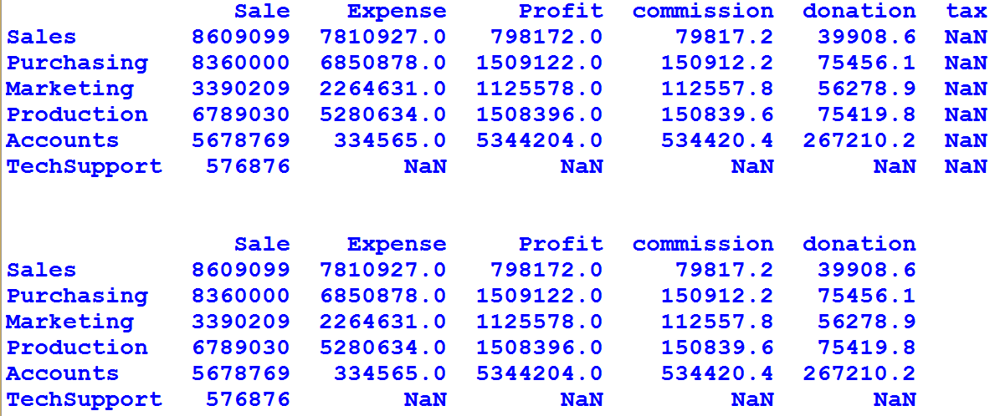 Sale Expense Profit commission donation tax
Sales 8609099 7810927.0 798172.0 79817.2 39908.6 NaN
Purchasing 8360000 6850878.0 1509122.0 150912.2 75456.1 NaN
Marketing 3390209 2264631.0 1125578.0 112557.8 56278.9 NaN
Production 6789030 5280634.0 1508396.0 150839.6 75419.8 NaN
Accounts 5678769 334565.0 5344204.0 534420.4 267210.2 NaN
TechSupport 576876 NaN NaN NaN NaN NaN
Sale Expense Profit commission donation
Sales 8609099 7810927.0 798172.0 79817.2 39908.6
Purchasing 8360000 6850878.0 1509122.0 150912.2 75456.1
Marketing 3390209 2264631.0 1125578.0 112557.8 56278.9
Production 6789030 5280634.0 1508396.0 150839.6 75419.8
Accounts 5678769 334565.0 5344204.0 534420.4 267210.2
TechSupport 576876 NaN NaN NaN NaN